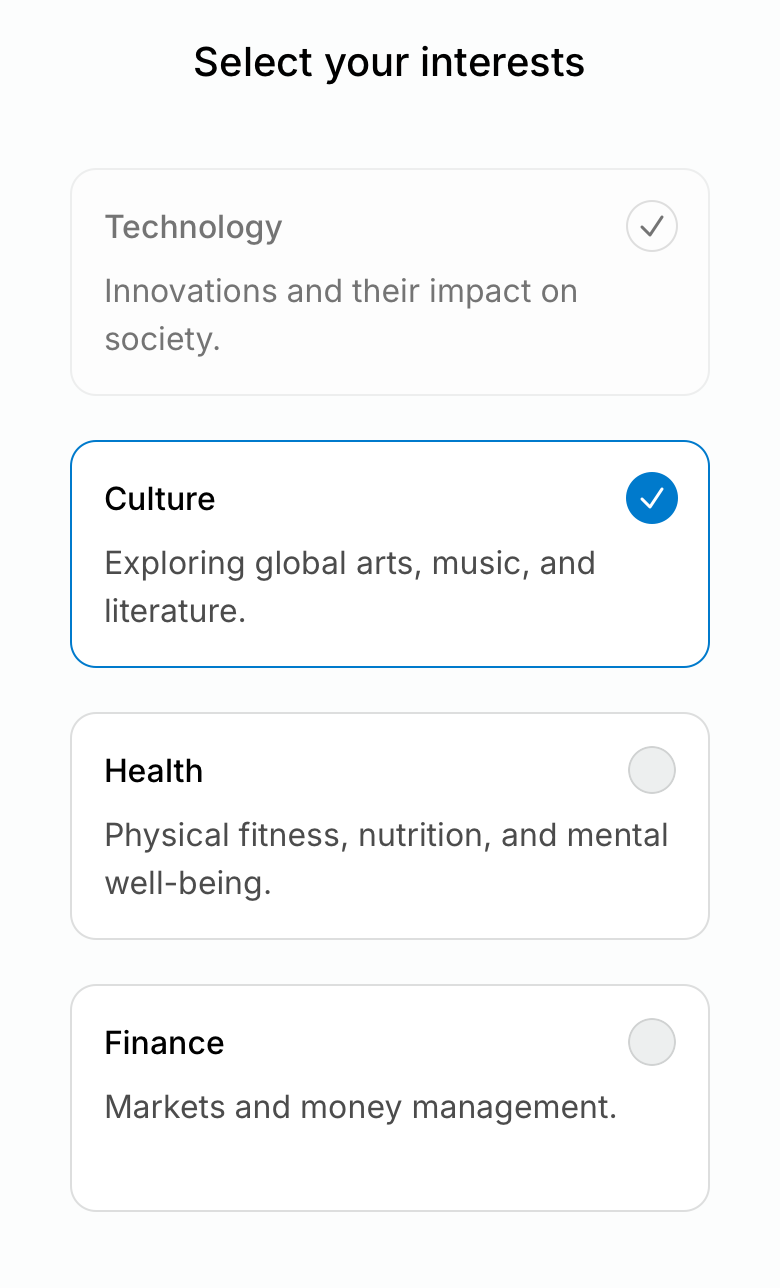 Select your interests
Technology
Innovations and their impact on
society.
Culture
Exploring global arts, music, and
literature.
Health
Physical fitness, nutrition, and mental
well-being.
Finance
Markets and money management.